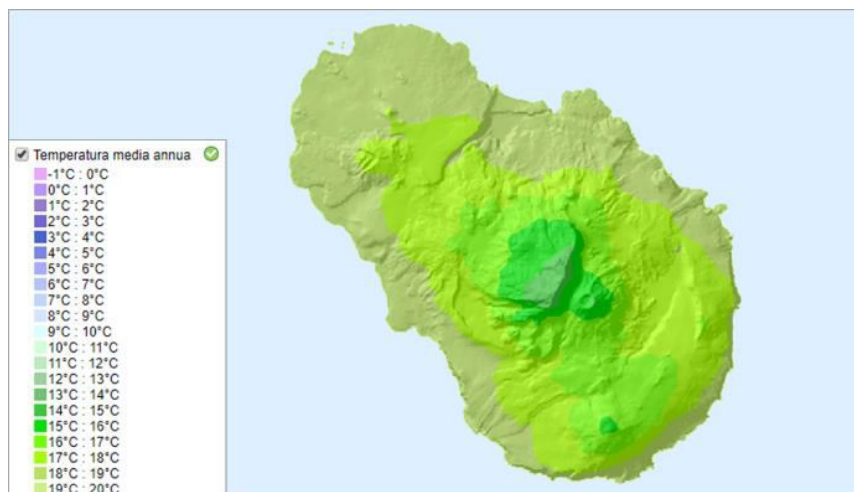 Temperatura media annua
-1°C : 0°C
0°C : 1°C
1°C : 2°C
2°C : 3°C
3°C : 4°C
4°C : 5°C
5°C : 6°C
6°C : 7°C
7°C : 8°C
8°C : 9°C
9°C : 10°C
10°C : 11°C
11°C : 12°C
12°C : 13°C
13°C : 14°C
14°C : 15°C
15°C : 16°C
16°C : 17°C
17°C : 18°C
18°C : 19°C
19°C : 20°C